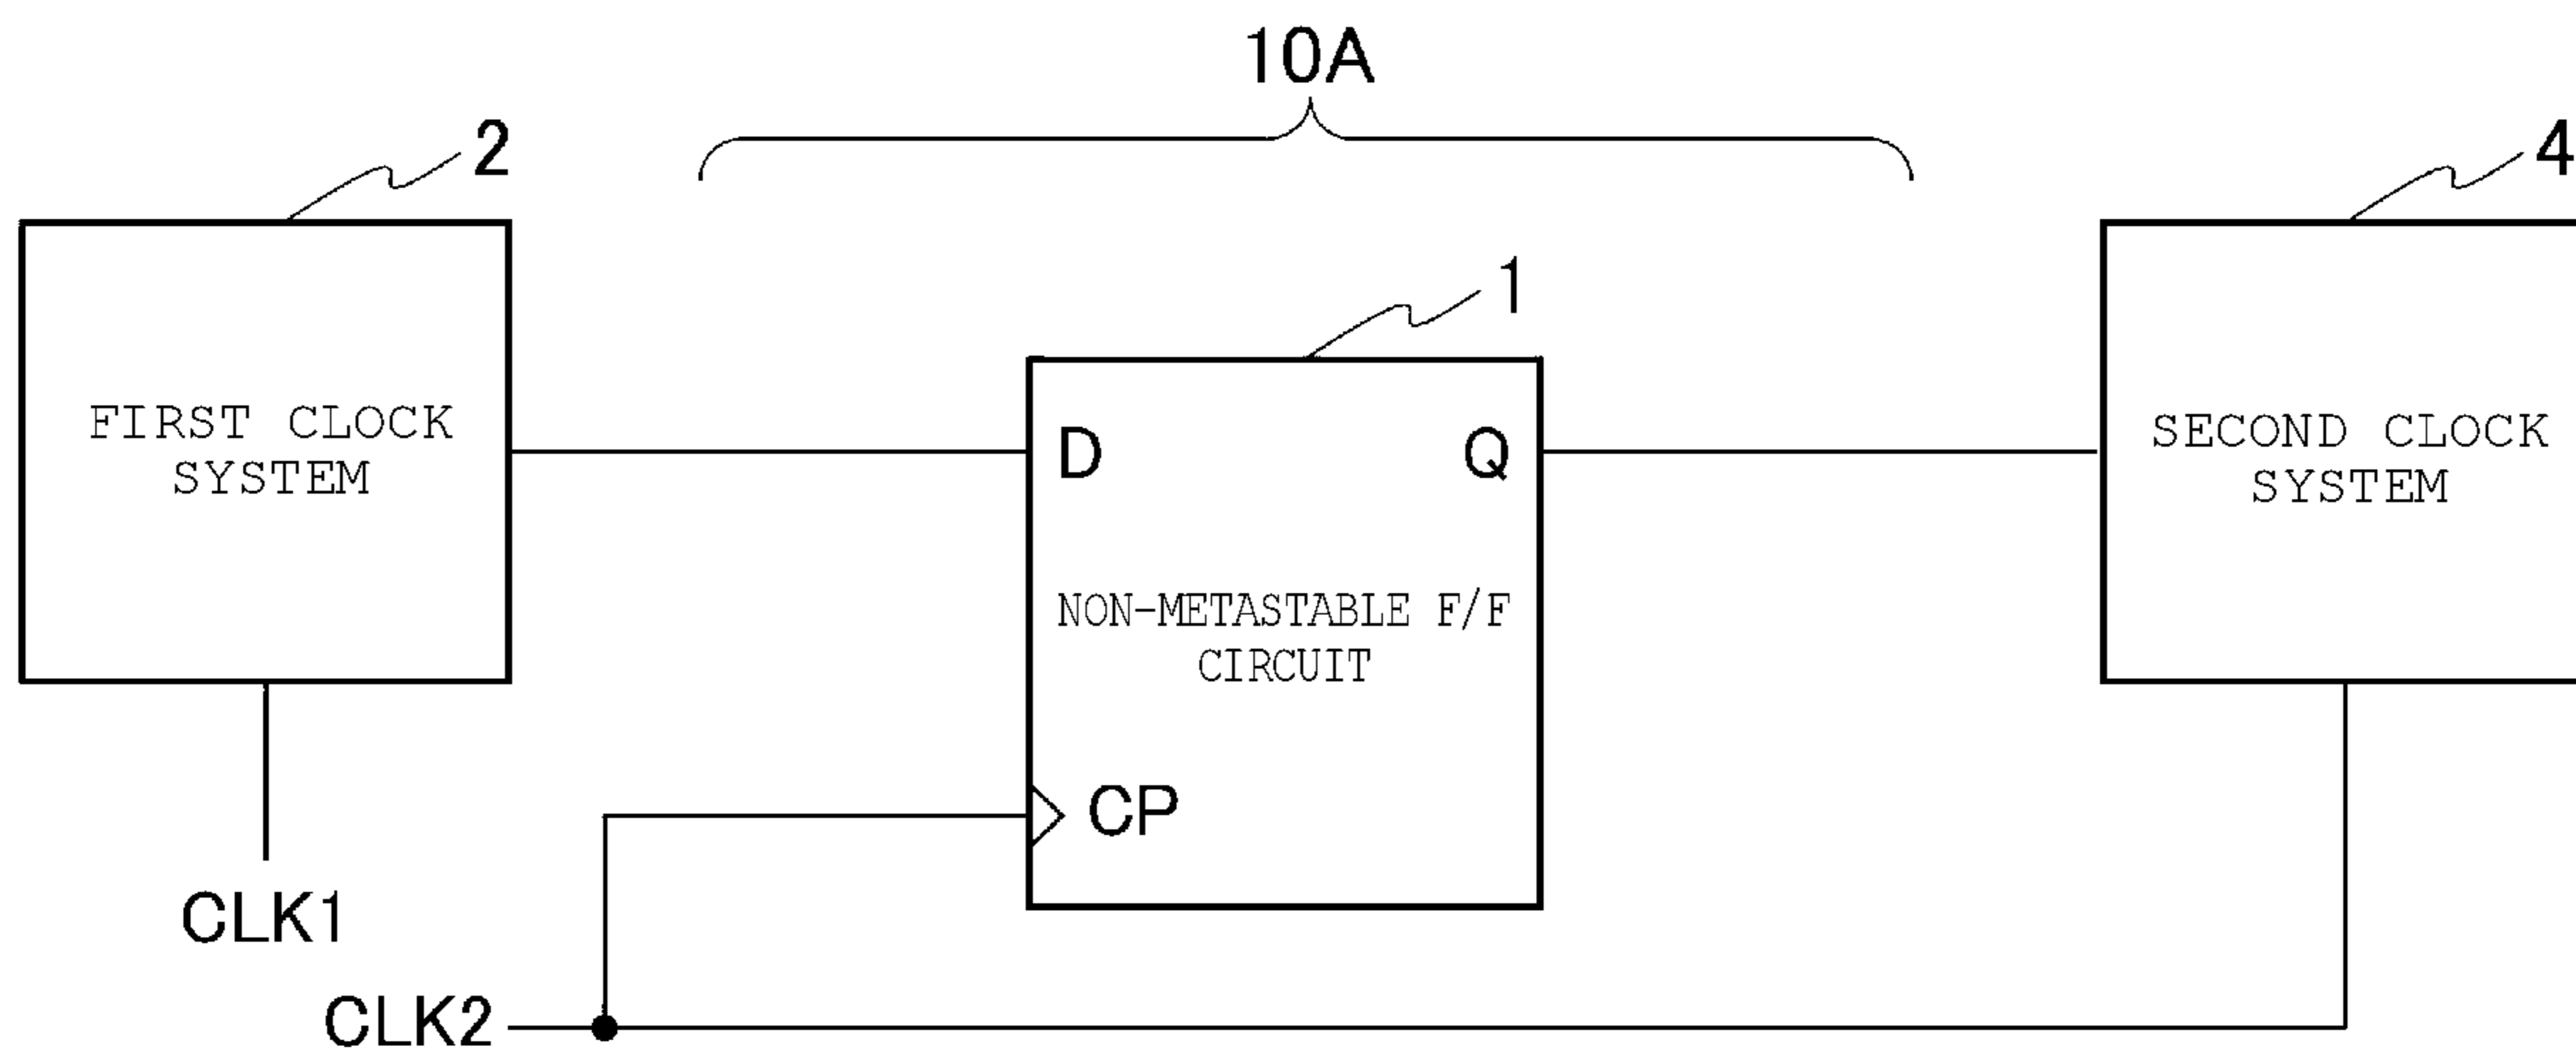 10A
2
4
1
FIRST CLOCK
SYSTEM
D
Q
SECOND CLOCK
SYSTEM
NON-METASTABLE F/F
CIRCUIT
CP
CLK1
CLK2